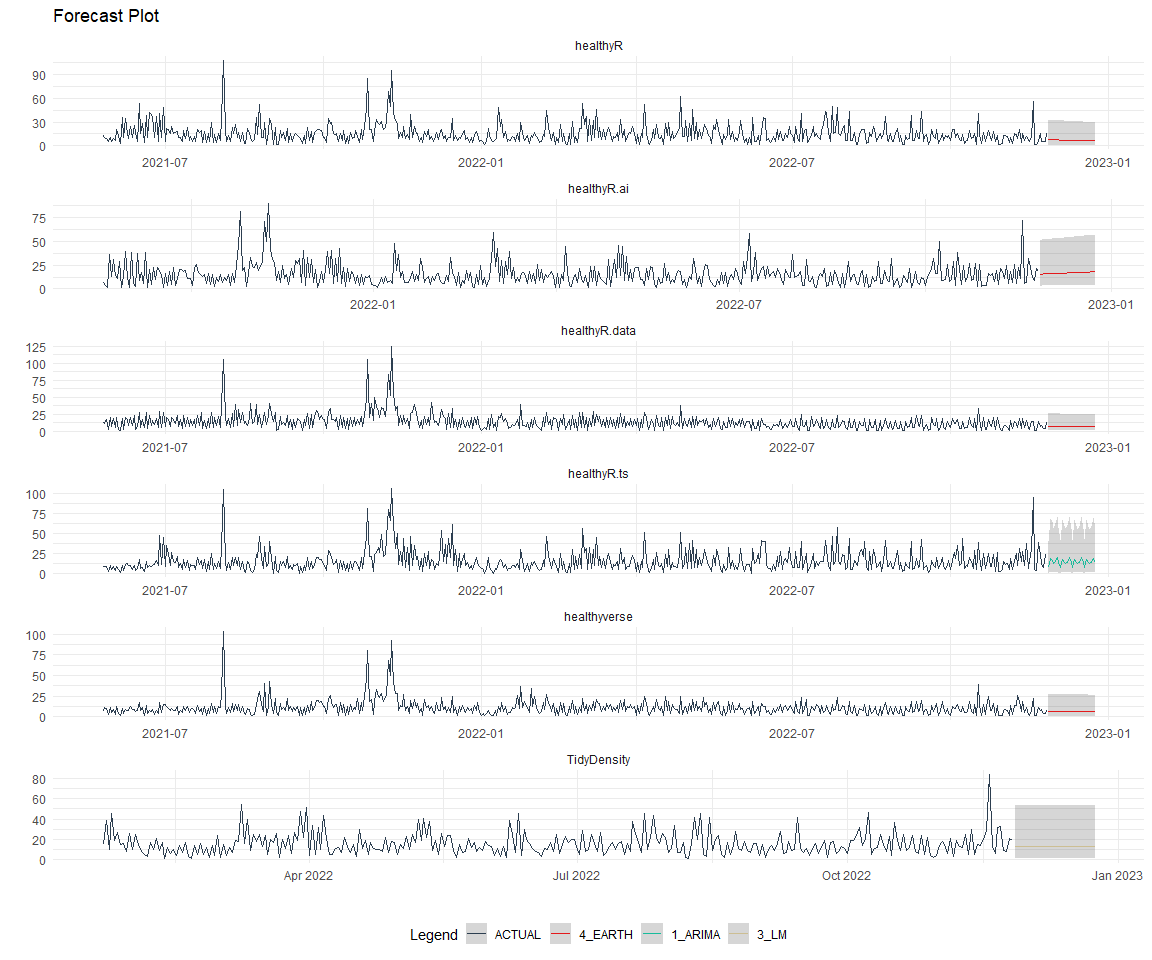 Forecast Plot
healthyR
90
60
30
0
2021-07 2022-01 2022-07 2023-01
healthyR.ai
75
50
25
0
2022-01 2022-07 2023-01
healthyR.data
125
100
75
50
25
0
2021-07 2022-01 2022-07 2023-01
healthyR.ts
100
75
50
25
0
2021-07 2022-01 2022-07 2023-01
healthyverse
100
75
50
25
0
2021-07 2022-01 2022-07 2023-01
TidyDensity
80
60
40
20
0
Apr 2022 Jul 2022 Oct 2022 Jan 2023
Legend ACTUAL 4_EARTH 1_ARIMA 3_LM